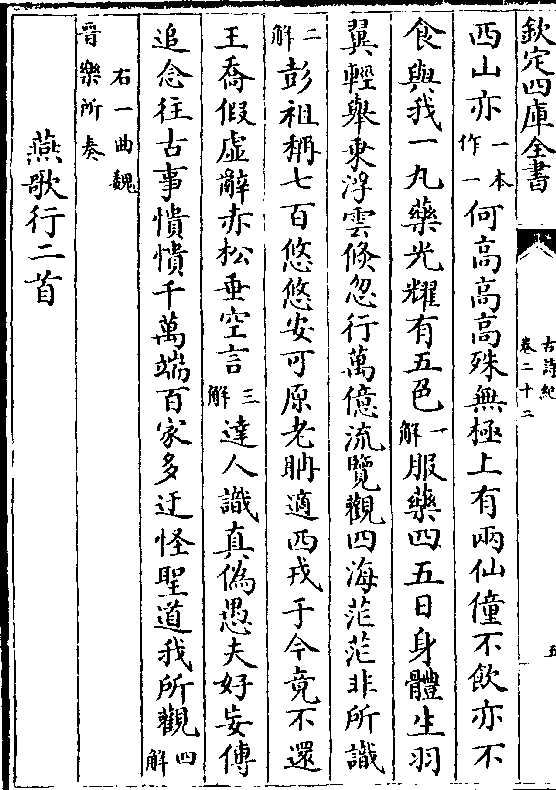 欽定四庫全書
古詩紀
卷二十二
五
西山亦一本作一何高高高殊無極上有兩仙僮不飲亦不
食與我一丸藥光耀有五色一解服藥四五日身體生羽
翼輕舉乘浮雲倐忽行萬億流覽觀四海茫茫非所識
二解彭祖稱七百悠悠安可原老耼適西戎于今竟不還
王喬假虛辭赤松垂空言三解達人識真偽愚夫好妄傳
追念往古事憒憒千萬端百家多迂怪聖道我所觀四解
右一曲魏
晉樂所奏
燕歌行二首